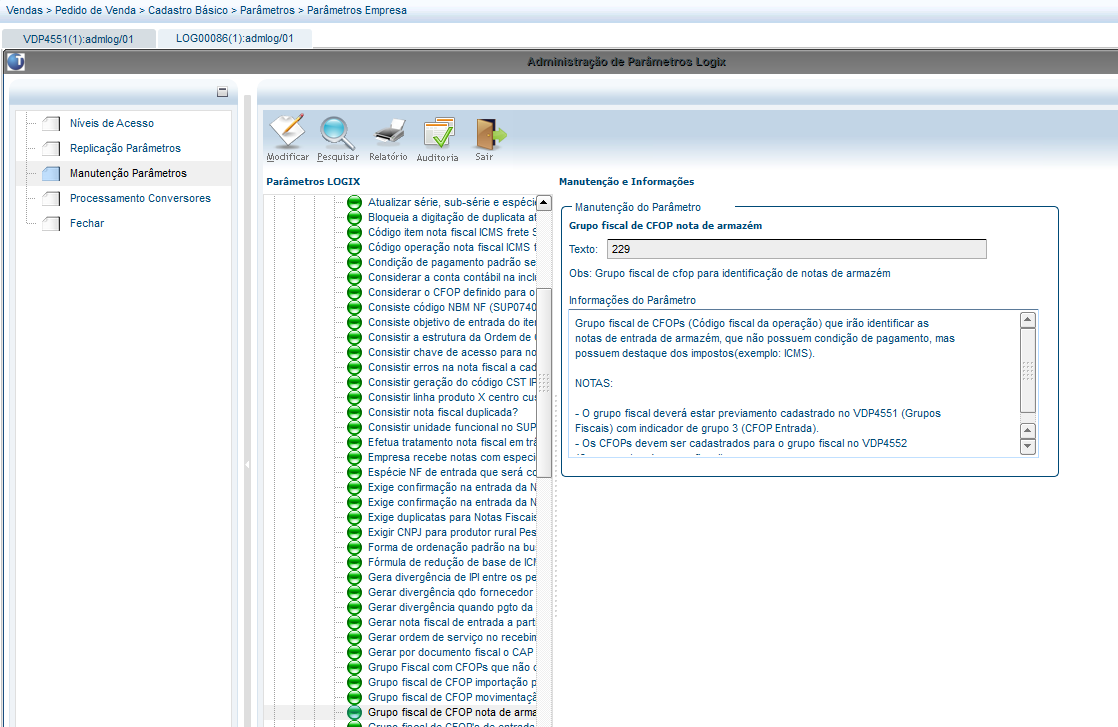 Vendas > Pedido de Venda > Cadastro Básico > Parâmetros > Parâmetros Empresa
VDP4551(1):admlog/01
LOG00086(1):admlog/01
Administração de Parâmetros Logix
Níveis de Acesso
Replicação Parâmetros
Manutenção Parâmetros
Processamento Conversores
Fechar
Modificar
Pesquisar
Relatório
Auditoria
Sair
Parâmetros LOGIX
Atualizar série, sub-série e espéci
Bloqueia a digitação de duplicata at
Código item nota fiscal ICMS frete S
Código operação nota fiscal ICMS f
Condição de pagamento padrão se
Considerar a conta contábil na inclu
Considerar o CFOP definido para o
Consiste código NBM NF (SUP0740
Consiste objetivo de entrada do iter
Consistir a estrutura da Ordem de
Consistir chave de acesso para no
Consistir erros na nota fiscal a cad
Consistir geração do código CST IP
Consistir linha produto X centro cus
Consistir nota fiscal duplicada?
Consistir unidade funcional no SUP
Efetua tratamento nota fiscal em trâ
Empresa recebe notas com especi
Espécie NF de entrada que será co
Exige confirmação na entrada da N
Exige confirmação na entrada da N
Exige duplicatas para Notas Fiscais
Exigir CNPJ para produtor rural Pes
Forma de ordenação padrão na bu
Fórmula de redução de base de ICM
Gera divergência de IPI entre os pe
Gerar divergência qdo fornecedor
Gerar divergência quando pgto da
Gerar nota fiscal de entrada a part
Gerar ordem de serviço no recebim
Gerar por documento fiscal o CAP
Grupo Fiscal com CFOPs que não
Grupo fiscal de CFOP importação p
Grupo fiscal de CFOP movimentaçã
Grupo fiscal de CFOP nota de arma
Manutenção e Informações
Manutenção do Parâmetro
Grupo fiscal de CFOP nota de armazém
Texto: 229
Obs: Grupo fiscal de cfop para identificação de notas de armazém
Informações do Parâmetro
Grupo fiscal de CFOPs (Código fiscal da operação) que irão identificar as
notas de entrada de armazém, que não possuem condição de pagamento, mas
possuem destaque dos impostos(exemplo: ICMS).
NOTAS:
- O grupo fiscal deverá estar previamento cadastrado no VDP4551 (Grupos
Fiscais) com indicador de grupo 3 (CFOP Entrada).
- Os CFOPs devem ser cadastrados para o grupo fiscal no VDP4552